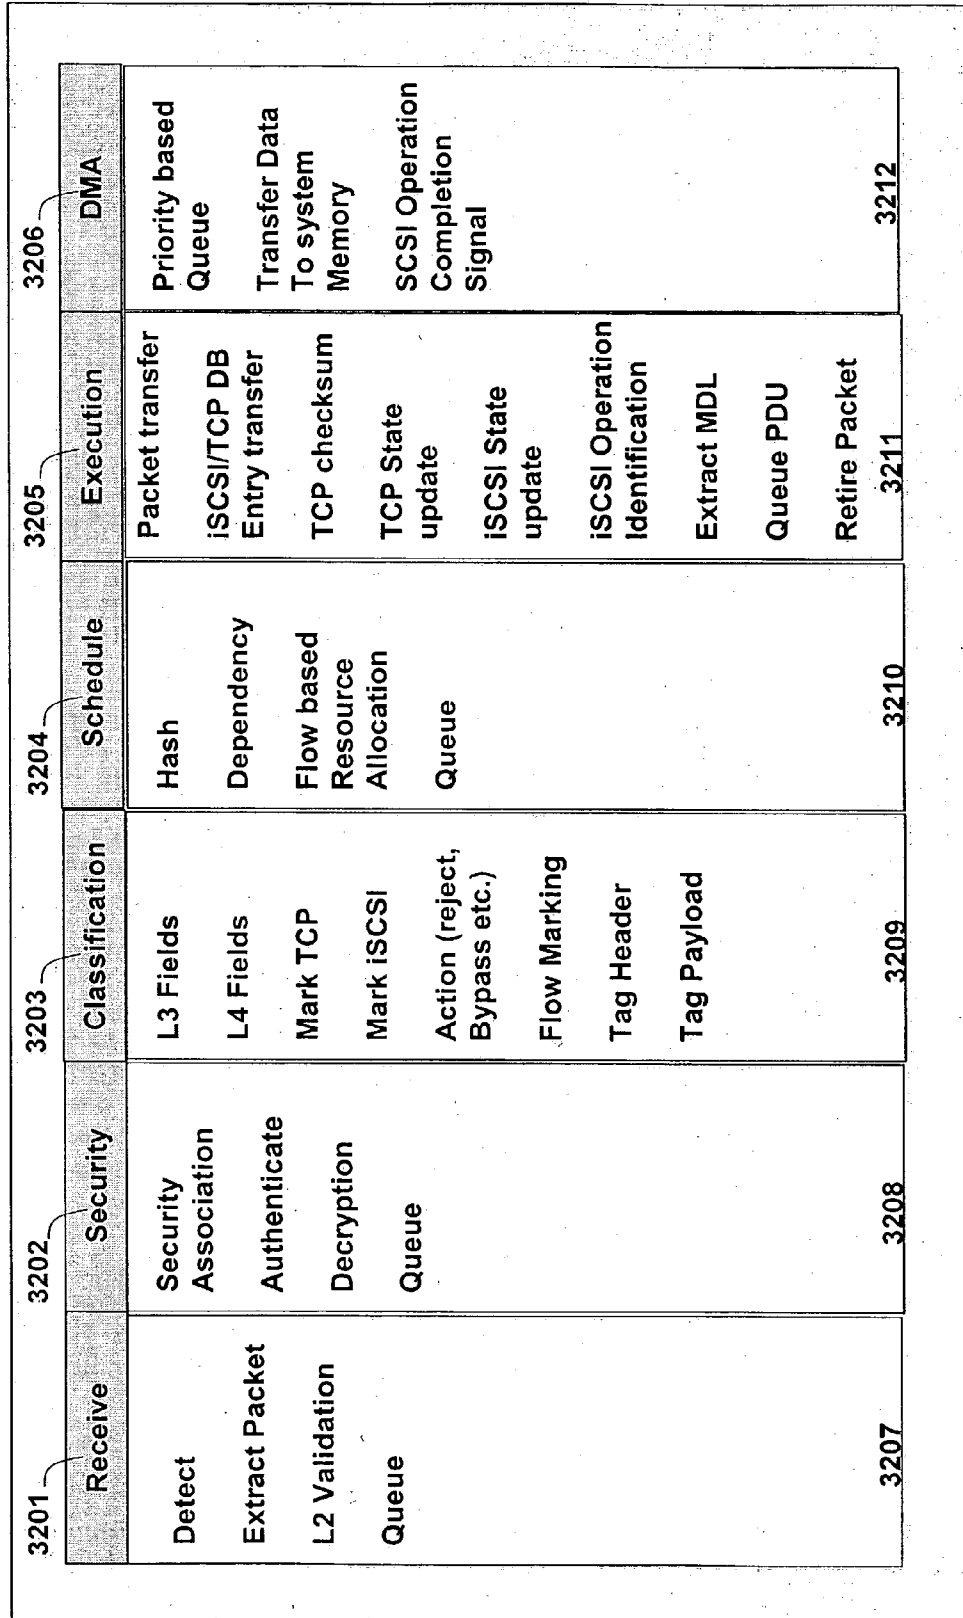 3201
Receive
Detect
Extract Packet
L2 Validation
Queue
3207
3202
Security
Security
Association
Authenticate
Decryption
Queue
3208
3203
Classification
L3 Fields
L4 Fields
Mark TCP
Mark iSCSI
Action (reject,
Bypass etc.)
Flow Marking
Tag Header
Tag Payload
3209
3204
Schedule
Hash
Dependency
Flow based
Resource
Allocation
Queue
3210
3205
Execution
Packet transfer
iSCSI/TCP DB
Entry transfer
TCP checksum
TCP State
update
iSCSI State
update
iSCSI Operation
Identification
Extract MDL
Queue PDU
Retire Packet
3211
3206
DMA
Priority based
Queue
Transfer Data
To system
Memory
SCSI Operation
Completion
Signal
3212